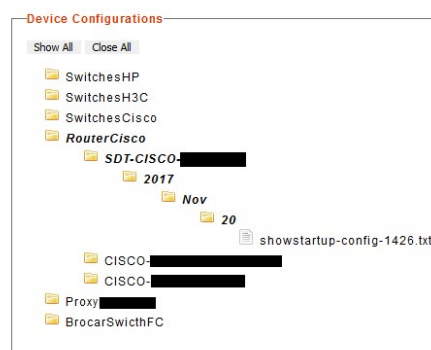 Device Configurations
Show All Close All
SwitchesHP
SwitchesH3C
SwitchesCisco
RouterCisco
SDT-CISCO-
2017
Nov
20
showstartup-config-1426.txt
CISCO-
CISCO-
Proxy
BrocarSwicthFC